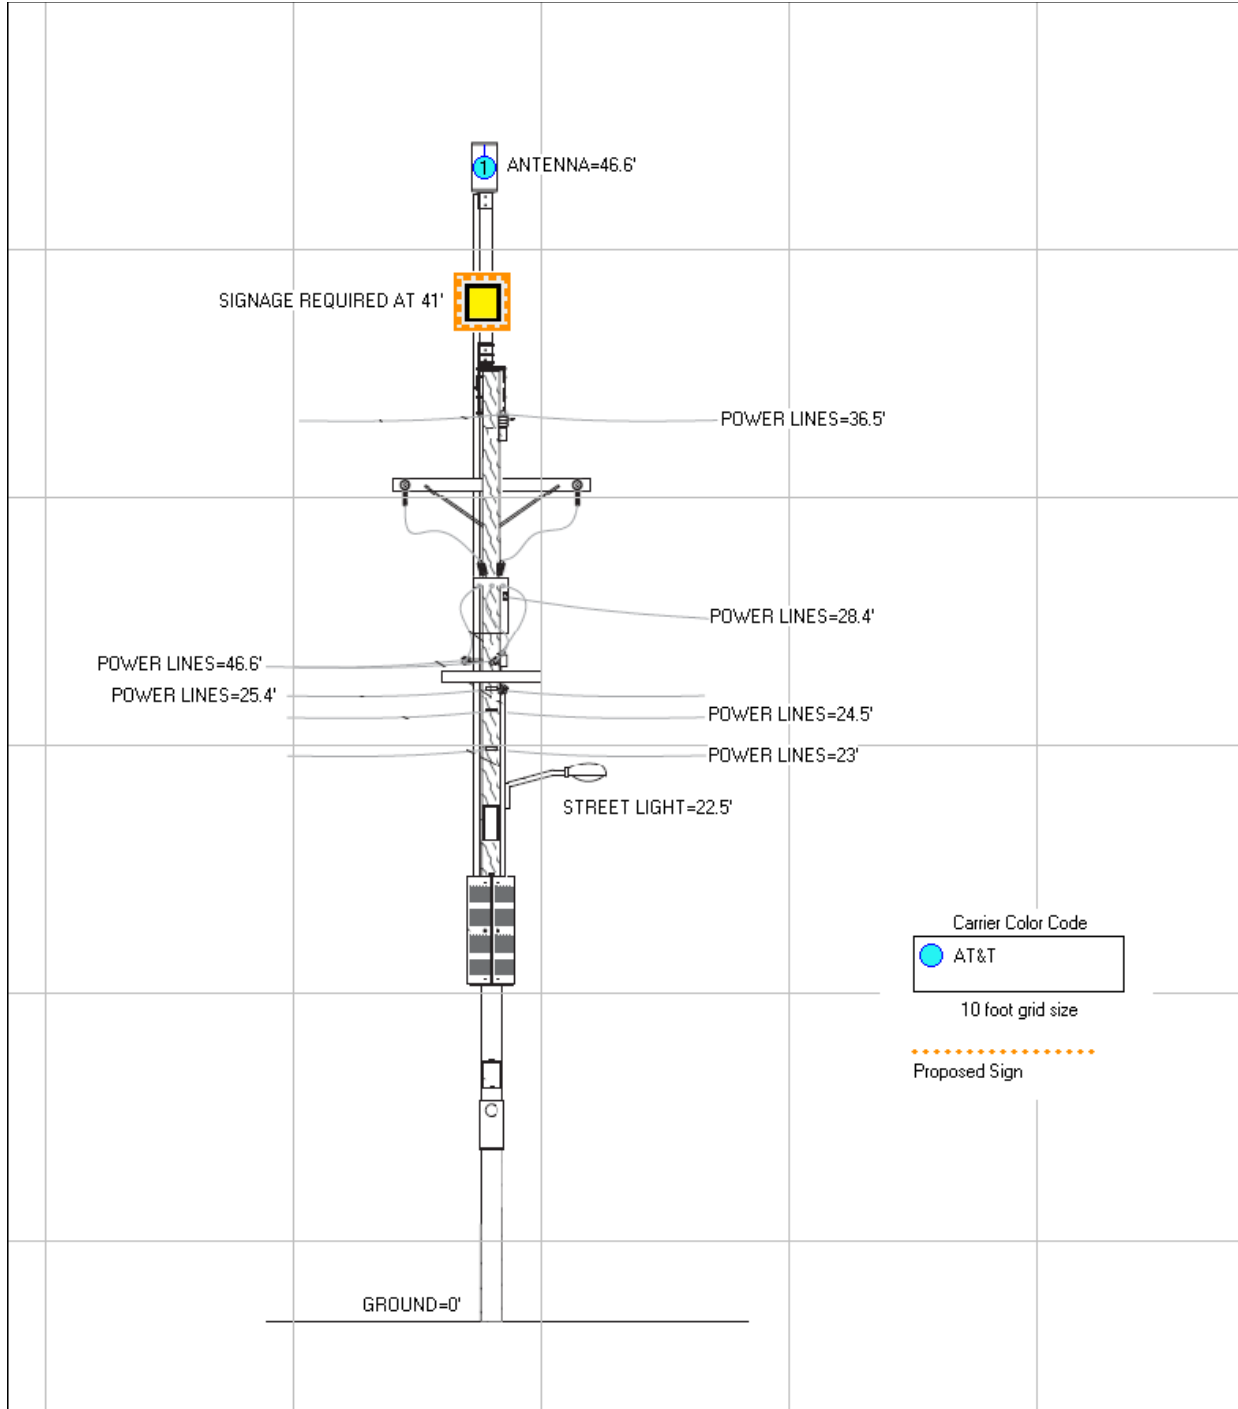 1
ANTENNA=46.6'
SIGNAGE REQUIRED AT 41'
POWER LINES=36.5'
POWER LINES=28.4'
POWER LINES=46.6'
POWER LINES=25.4'
POWER LINES=24.5'
POWER LINES=23'
STREET LIGHT=22.5'
Carrier Color Code
AT&T
10 foot grid size
Proposed Sign
GROUND=0'